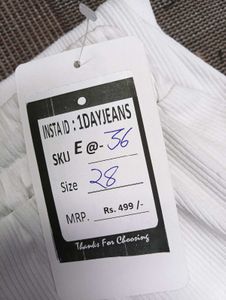 INSTA ID : 1DAYJEANS
SKU E @- 36
Size 28
MRP. Rs. 499 /-
Thanks For Choosing